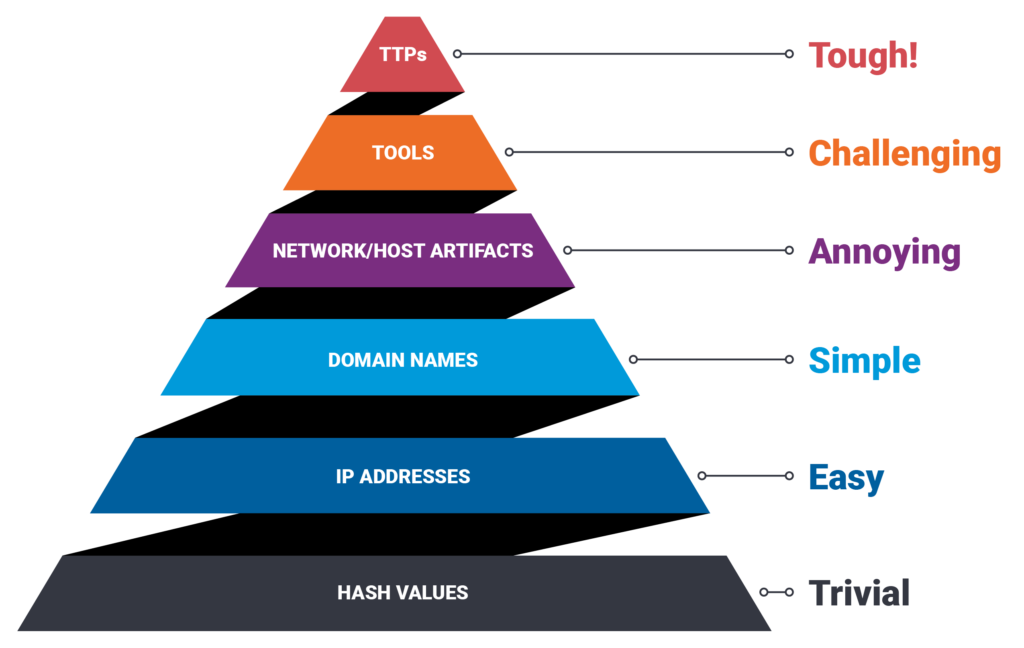 TTPs
Tough!
TOOLS
Challenging
NETWORK/HOST ARTIFACTS
Annoying
DOMAIN NAMES
Simple
IP ADDRESSES
Easy
HASH VALUES
Trivial